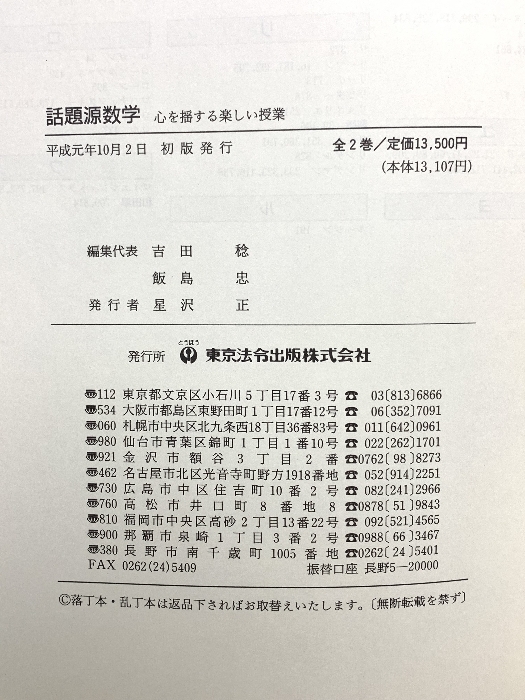 話題源数学 心を揺する楽しい授業
平成元年10月2日 初版発行 全2巻／定価13,500円
(本体13,107円)
編集代表 吉田 稔
飯島 忠
発行者 星沢 正
とうほう
発行所 東京法令出版株式会社
〠112 東京都文京区小石川5丁目17番3号 ☎ 03〔813〕6866
〠534 大阪市都島区東野田町1丁目17番12号 ☎ 06〔352〕7091
〠060 札幌市中央区北九条西18丁目36番83号 ☎ 011〔642〕0961
〠980 仙台市青葉区錦町1丁目1番10号 ☎ 022〔262〕1701
〠921 金沢市額谷3丁目2番 ☎0762〔98〕8273
〠462 名古屋市北区光音寺町野方1918番地 ☎ 052〔914〕2251
〠730 広島市中区住吉町10番2号 ☎ 082〔241〕2966
〠760 高松市井口町8番地8 ☎0878〔51〕9843
〠810 福岡市中央区高砂2丁目13番22号 ☎ 092〔521〕4565
〠900 那覇市泉崎1丁目3番2号 ☎0988〔66〕3467
〠380 長野市南千歳町1005番地 ☎0262〔24〕5401
FAX 0262(24)5409 振替口座 長野5－20000
Ⓒ落丁本・乱丁本は返品下さればお取替えいたします。〔無断転載を禁ず〕